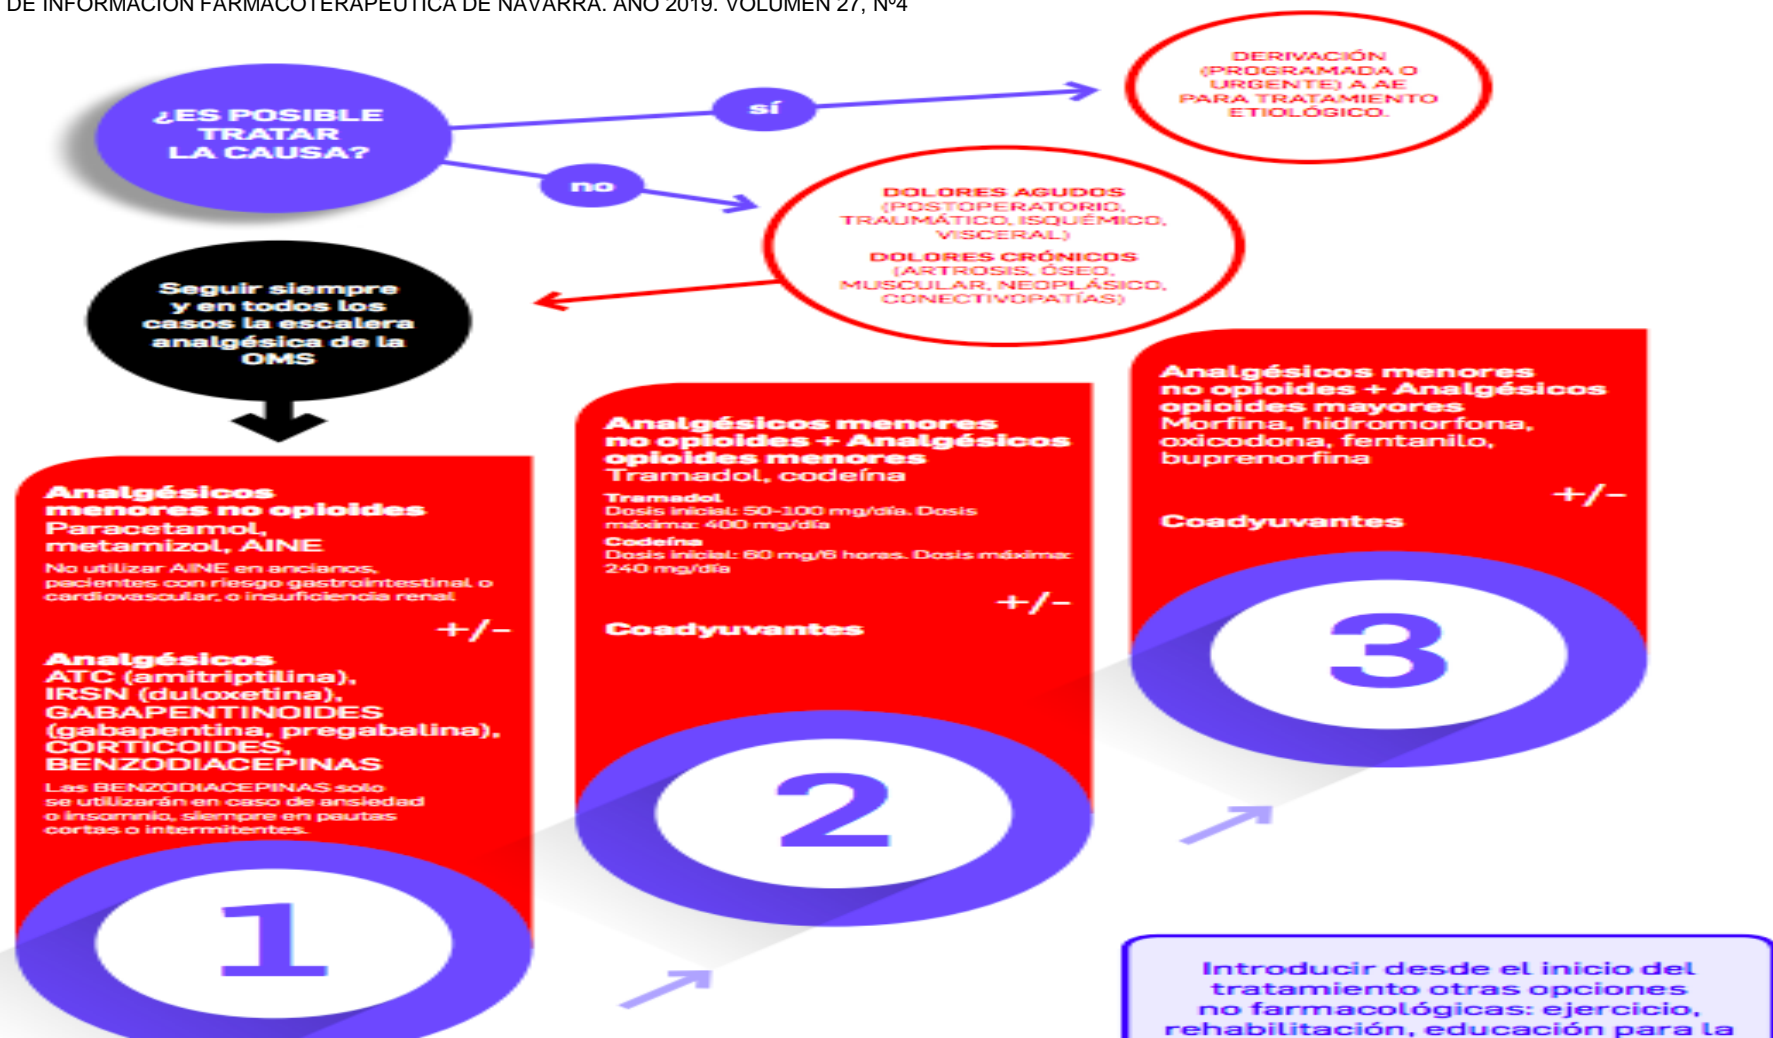 DE INFORMACIÓN FARMACOTERAPÉUTICA DE NAVARRA. AÑO 2019. VOLUMEN 27, Nº4
¿ES POSIBLE
TRATAR
LA CAUSA?
sí
DERIVACIÓN
(PROGRAMADA O
URGENTE) A AE
PARA TRATAMIENTO
ETIOLÓGICO.
no
DOLORES AGUDOS
(POSTOPERATORIO,
TRAUMÁTICO, ISQUÉMICO,
VISCERAL)
DOLORES CRÓNICOS
(ARTROSIS, ÓSEO,
MUSCULAR, NEOPLÁSICO,
CONECTIVOPATÍAS)
Seguir siempre
y en todos los
casos la escalera
analgésica de la
OMS
Analgésicos
menores no opioides
Paracetamol,
metamizol, AINE
No utilizar AINE en ancianos,
pacientes con riesgo gastrointestinal o
cardiovascular, o insuficiencia renal
+/-
Analgésicos
ATC (amitriptilina),
IRSN (duloxetina),
GABAPENTINOIDES
(gabapentina, pregabalina),
CORTICOIDES,
BENZODIACEPINAS
Las BENZODIACEPINAS solo
se utilizarán en caso de ansiedad
o insomnio, siempre en pautas
cortas o intermitentes.
1
Analgésicos menores
no opioides + Analgésicos
opioides menores
Tramadol, codeína
Tramadol
Dosis inicial: 50-100 mg/día. Dosis
máxima: 400 mg/día
Codeína
Dosis inicial: 60 mg/6 horas. Dosis máxima:
240 mg/día
+/-
Coadyuvantes
2
Analgésicos menores
no opioides + Analgésicos
opioides mayores
Morfina, hidromorfona,
oxicodona, fentanilo,
buprenorfina
+/-
Coadyuvantes
3
Introducir desde el inicio del
tratamiento otras opciones
no farmacológicas: ejercicio,
rehabilitación, educación para la